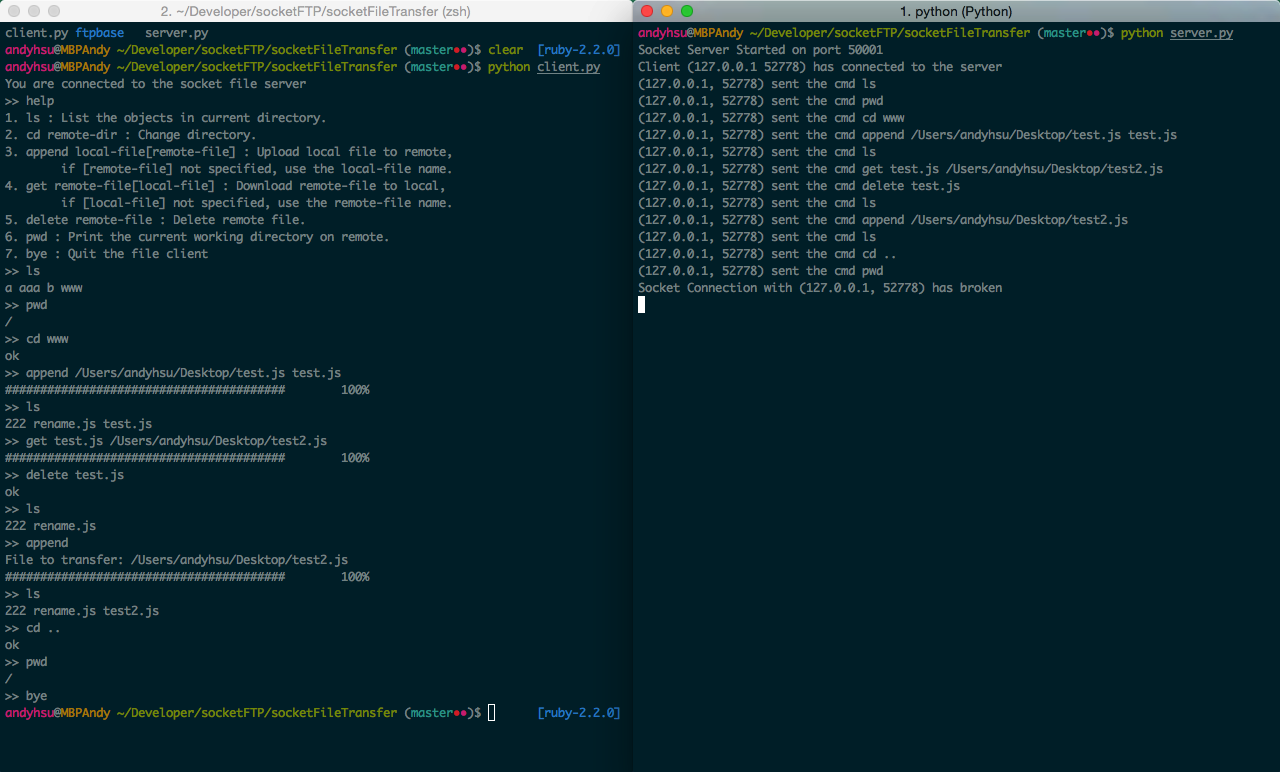 2. ~/Developer/socketFTP/socketFileTransfer (zsh)
client.py ftpbase   server.py
andyhsu@MBPAndy ~/Developer/socketFTP/socketFileTransfer (master●●)$ clear  [ruby-2.2.0]
andyhsu@MBPAndy ~/Developer/socketFTP/socketFileTransfer (master●●)$ python client.py
You are connected to the socket file server
>> help
1. ls : List the objects in current directory.
2. cd remote-dir : Change directory.
3. append local-file[remote-file] : Upload local file to remote,
        if [remote-file] not specified, use the local-file name.
4. get remote-file[local-file] : Download remote-file to local,
        if [local-file] not specified, use the remote-file name.
5. delete remote-file : Delete remote file.
6. pwd : Print the current working directory on remote.
7. bye : Quit the file client
>> ls
a aaa b www
>> pwd
/
>> cd www
ok
>> append /Users/andyhsu/Desktop/test.js test.js
########################################        100%
>> ls
222 rename.js test.js
>> get test.js /Users/andyhsu/Desktop/test2.js
########################################        100%
>> delete test.js
ok
>> ls
222 rename.js
>> append
File to transfer: /Users/andyhsu/Desktop/test2.js
########################################        100%
>> ls
222 rename.js test2.js
>> cd ..
ok
>> pwd
/
>> bye
andyhsu@MBPAndy ~/Developer/socketFTP/socketFileTransfer (master●●)$        [ruby-2.2.0]
1. python (Python)
andyhsu@MBPAndy ~/Developer/socketFTP/socketFileTransfer (master●●)$ python server.py
Socket Server Started on port 50001
Client (127.0.0.1 52778) has connected to the server
(127.0.0.1, 52778) sent the cmd ls
(127.0.0.1, 52778) sent the cmd pwd
(127.0.0.1, 52778) sent the cmd cd www
(127.0.0.1, 52778) sent the cmd append /Users/andyhsu/Desktop/test.js test.js
(127.0.0.1, 52778) sent the cmd ls
(127.0.0.1, 52778) sent the cmd get test.js /Users/andyhsu/Desktop/test2.js
(127.0.0.1, 52778) sent the cmd delete test.js
(127.0.0.1, 52778) sent the cmd ls
(127.0.0.1, 52778) sent the cmd append /Users/andyhsu/Desktop/test2.js
(127.0.0.1, 52778) sent the cmd ls
(127.0.0.1, 52778) sent the cmd cd ..
(127.0.0.1, 52778) sent the cmd pwd
Socket Connection with (127.0.0.1, 52778) has broken